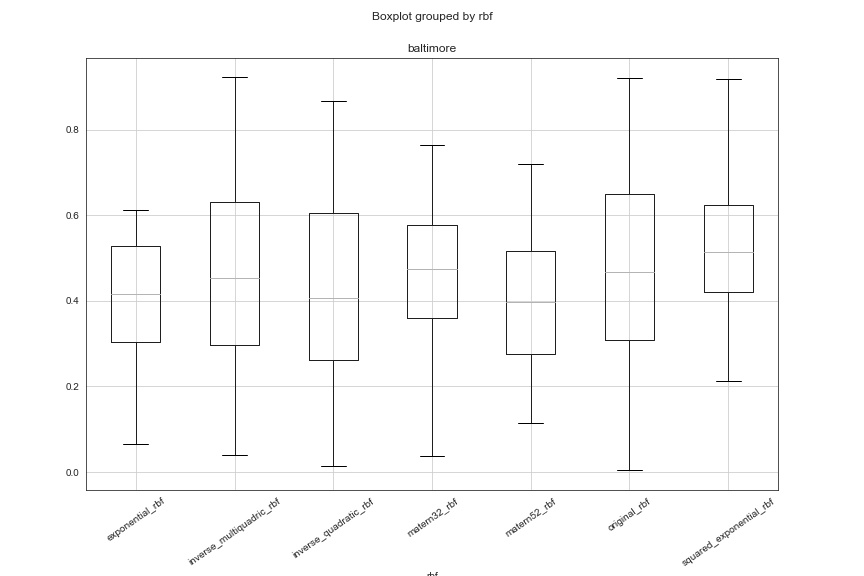 Boxplot grouped by rbf
baltimore
0.8
0.6
0.4
0.2
0.0
exponential_rbf
inverse_multiquadric_rbf
inverse_quadratic_rbf
matern32_rbf
matern52_rbf
original_rbf
squared_exponential_rbf
rbf